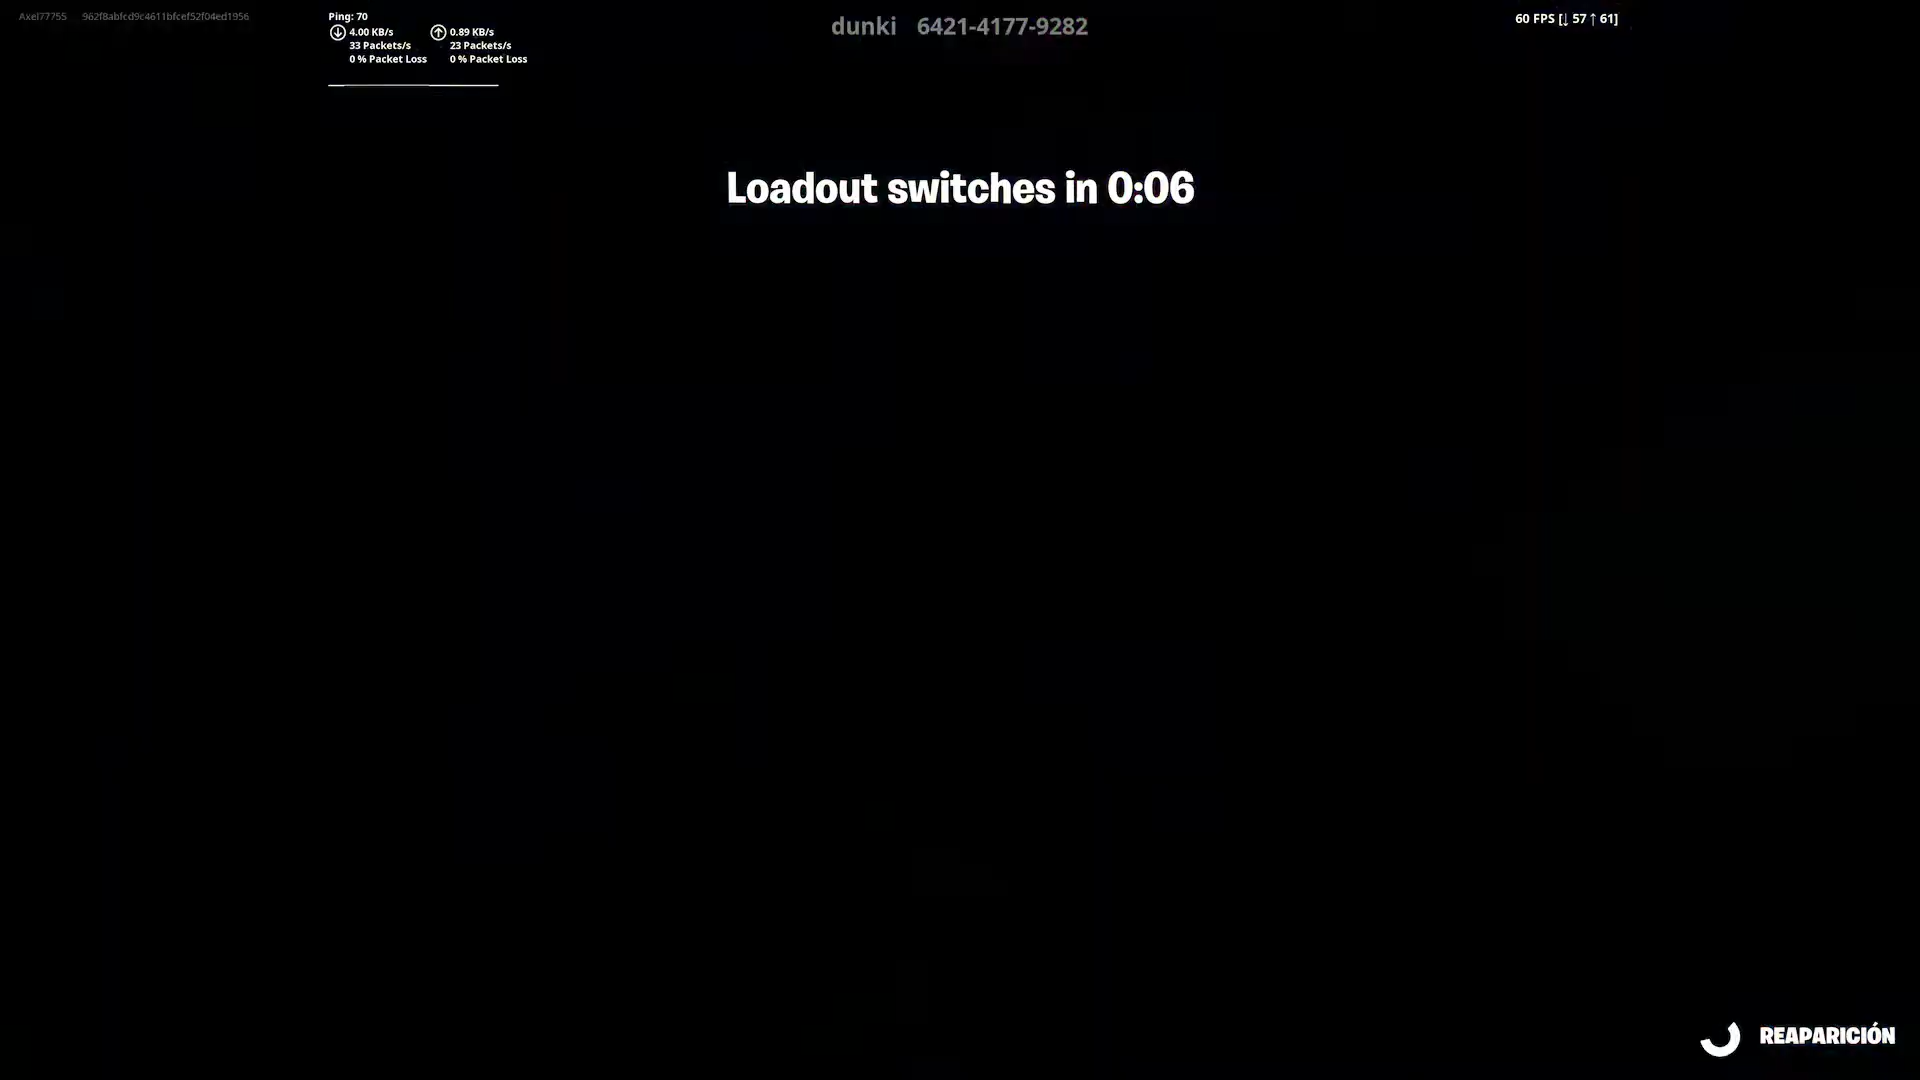 Axel77755 962f8abfcd9c4611bfcef52f04ed1956
Ping: 70
4.00 KB/s 0.89 KB/s
33 Packets/s 23 Packets/s
0 % Packet Loss 0 % Packet Loss
dunki 6421-4177-9282
60 FPS [↓ 57 ↑ 61]
Loadout switches in 0:06
REAPARICIÓN